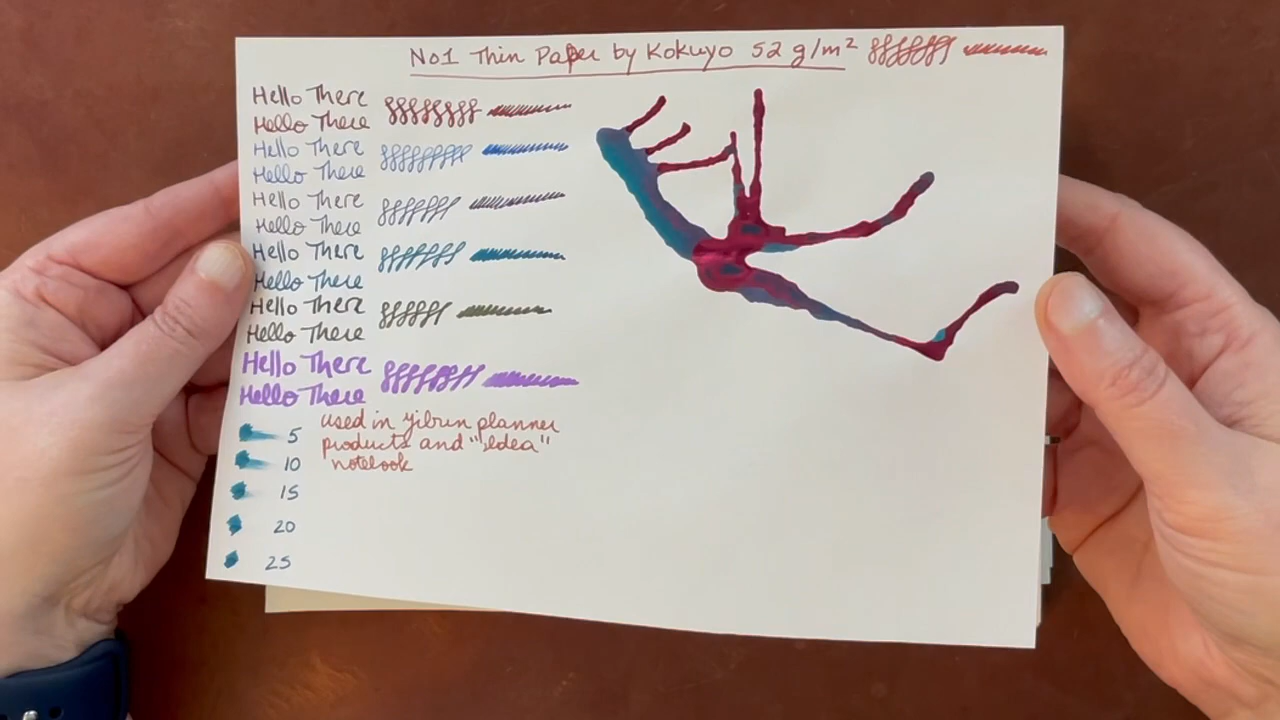 No1 Thin Paper by Kokuyo 52 g/m²
Hello There
Hello There
Hello There
Hello There
Hello There
Hello There
Hello There
Hello There
Hello There
Hello There
Hello There
Hello There
5
10
15
20
25
used in yibun planner
products and "Idea"
notebook